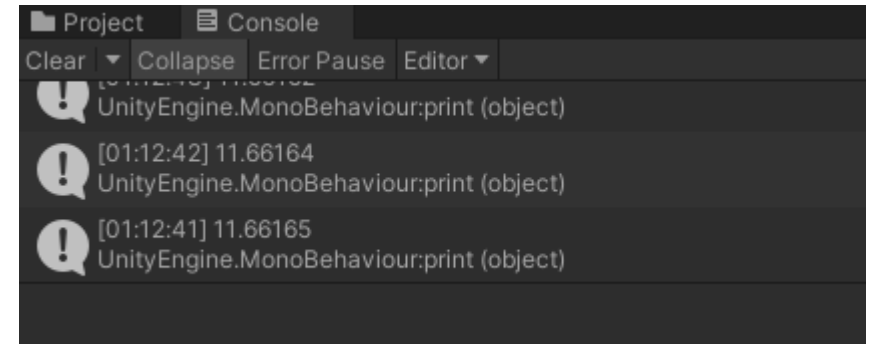 Project Console
Clear Collapse Error Pause Editor
UnityEngine.MonoBehaviour:print (object)
[01:12:42] 11.66164
UnityEngine.MonoBehaviour:print (object)
[01:12:41] 11.66165
UnityEngine.MonoBehaviour:print (object)